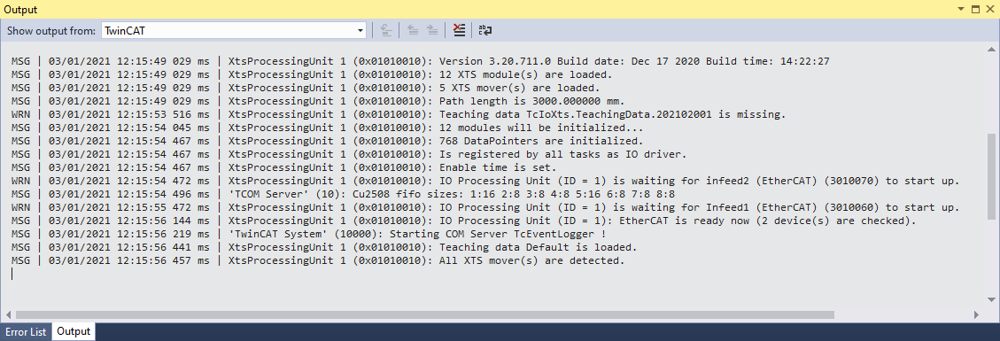 Output
Show output from: TwinCAT
MSG | 03/01/2021 12:15:49 029 ms | XtsProcessingUnit 1 (0x01010010): Version 3.20.711.0 Build date: Dec 17 2020 Build time: 14:22:27
MSG | 03/01/2021 12:15:49 029 ms | XtsProcessingUnit 1 (0x01010010): 12 XTS module(s) are loaded.
MSG | 03/01/2021 12:15:49 029 ms | XtsProcessingUnit 1 (0x01010010): 5 XTS mover(s) are loaded.
MSG | 03/01/2021 12:15:49 029 ms | XtsProcessingUnit 1 (0x01010010): Path length is 3000.000000 mm.
WRN | 03/01/2021 12:15:53 516 ms | XtsProcessingUnit 1 (0x01010010): Teaching data TcIoXts.TeachingData.202102001 is missing.
MSG | 03/01/2021 12:15:54 045 ms | XtsProcessingUnit 1 (0x01010010): 12 modules will be initialized...
MSG | 03/01/2021 12:15:54 467 ms | XtsProcessingUnit 1 (0x01010010): 768 DataPointers are initialized.
MSG | 03/01/2021 12:15:54 467 ms | XtsProcessingUnit 1 (0x01010010): Is registered by all tasks as IO driver.
MSG | 03/01/2021 12:15:54 467 ms | XtsProcessingUnit 1 (0x01010010): Enable time is set.
WRN | 03/01/2021 12:15:54 472 ms | XtsProcessingUnit 1 (0x01010010): IO Processing Unit (ID = 1) is waiting for infeed2 (EtherCAT) (3010070) to start up.
MSG | 03/01/2021 12:15:54 496 ms | 'TCOM Server' (10): Cu2508 fifo sizes: 1:16 2:8 3:8 4:8 5:16 6:8 7:8 8:8
WRN | 03/01/2021 12:15:55 472 ms | XtsProcessingUnit 1 (0x01010010): IO Processing Unit (ID = 1) is waiting for Infeed1 (EtherCAT) (3010060) to start up.
MSG | 03/01/2021 12:15:56 144 ms | XtsProcessingUnit 1 (0x01010010): IO Processing Unit (ID = 1): EtherCAT is ready now (2 device(s) are checked).
MSG | 03/01/2021 12:15:56 219 ms | 'TwinCAT System' (10000): Starting COM Server TcEventLogger !
MSG | 03/01/2021 12:15:56 441 ms | XtsProcessingUnit 1 (0x01010010): Teaching data Default is loaded.
MSG | 03/01/2021 12:15:56 457 ms | XtsProcessingUnit 1 (0x01010010): All XTS mover(s) are detected.
Error List Output